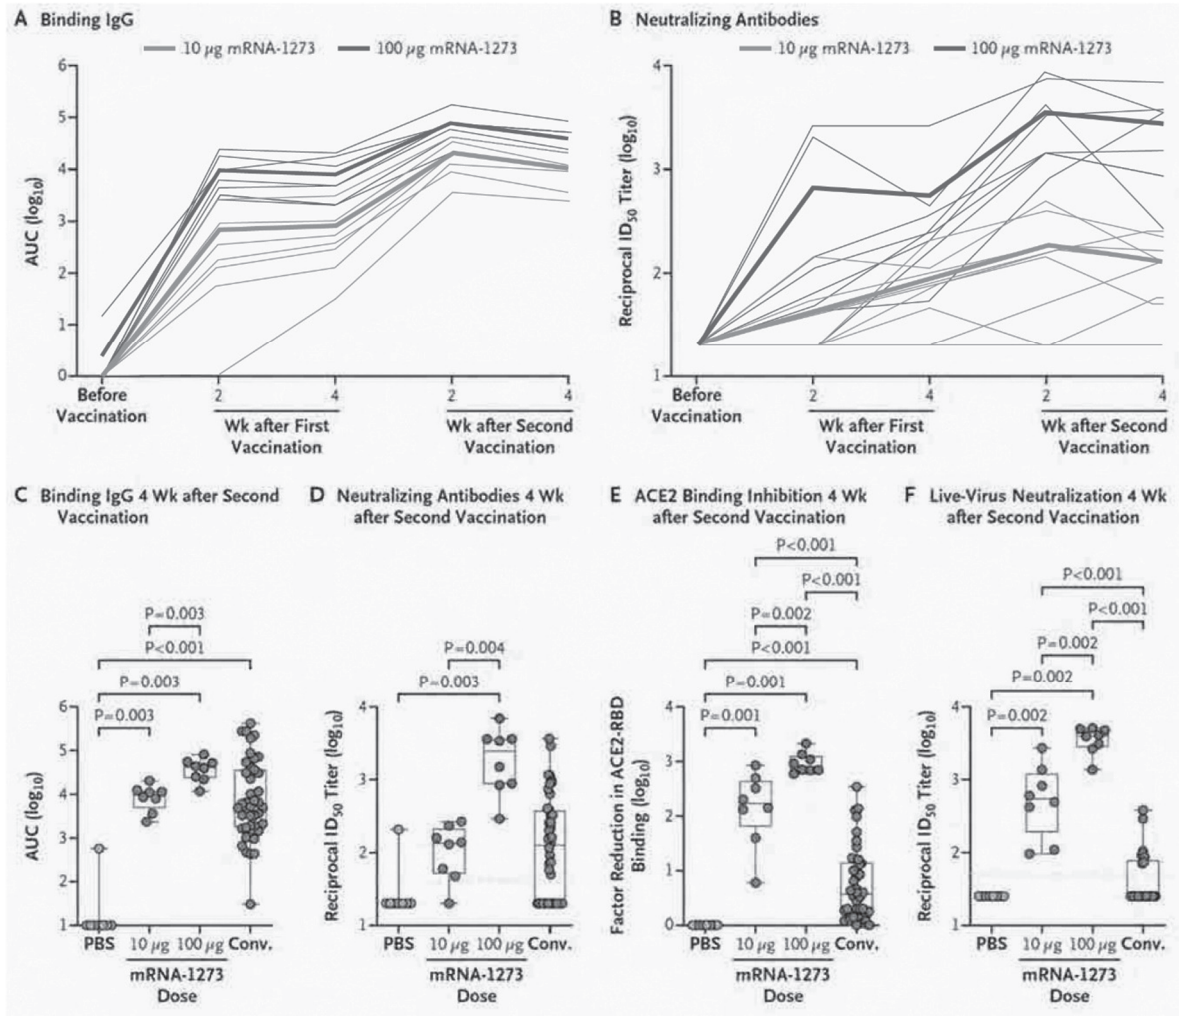 A Binding IgG
10 µg mRNA-1273 100 µg mRNA-1273
AUC (log10)
6
5
4
3
2
1
0
Before Vaccination
2 4 2 4
Wk after First Vaccination
Wk after Second Vaccination
B Neutralizing Antibodies
10 µg mRNA-1273 100 µg mRNA-1273
Reciprocal ID50 Titer (log10)
4
3
2
1
Before Vaccination
2 4 2 4
Wk after First Vaccination
Wk after Second Vaccination
C Binding IgG 4 Wk after Second
Vaccination
P=0.003
P<0.001
P=0.003
P=0.003
AUC (log10)
6
5
4
3
2
1
PBS 10 µg 100 µg Conv.
mRNA-1273
Dose
D Neutralizing Antibodies 4 Wk
after Second Vaccination
P=0.004
P=0.003
Reciprocal ID50 Titer (log10)
4
3
2
1
PBS 10 µg 100 µg Conv.
mRNA-1273
Dose
E ACE2 Binding Inhibition 4 Wk
after Second Vaccination
P<0.001
P<0.001
P=0.002
P<0.001
P=0.001
P=0.001
Factor Reduction in ACE2-RBD
Binding (log10)
4
3
2
1
0
PBS 10 µg 100 µg Conv.
mRNA-1273
Dose
F Live-Virus Neutralization 4 Wk
after Second Vaccination
P<0.001
P<0.001
P=0.002
P=0.002
P=0.002
Reciprocal ID50 Titer (log10)
4
3
2
1
PBS 10 µg 100 µg Conv.
mRNA-1273
Dose